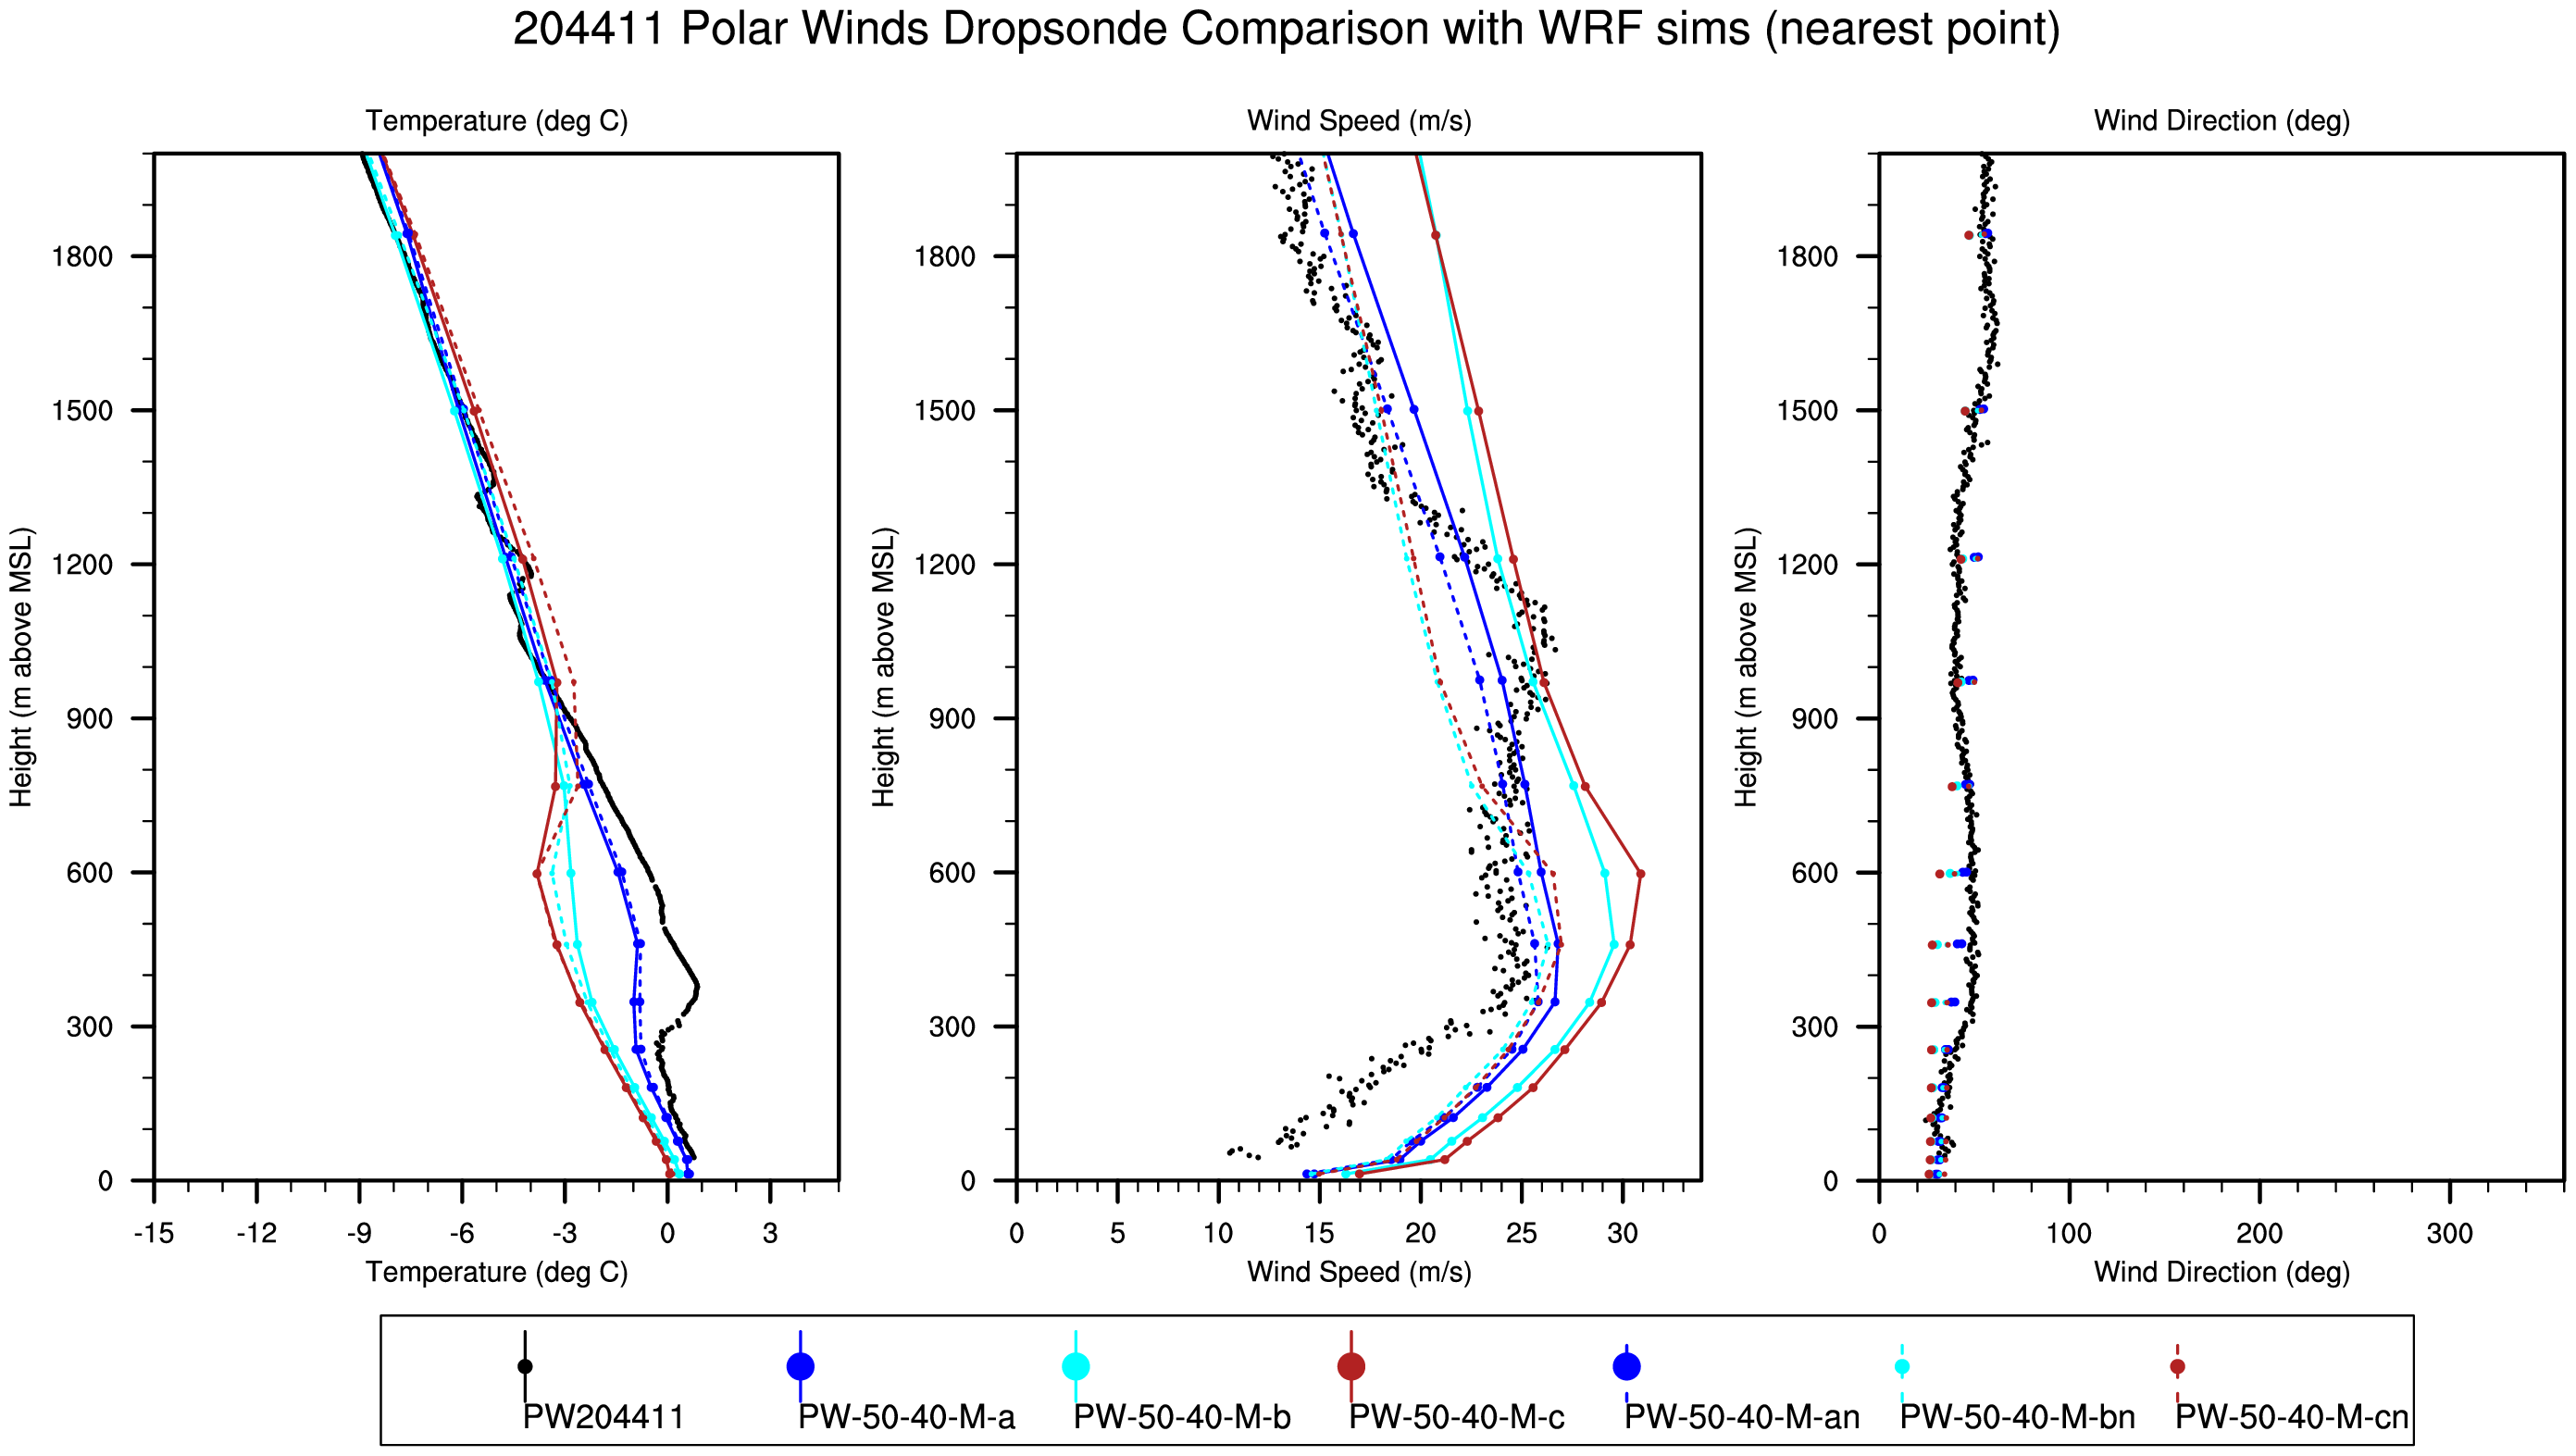 204411 Polar Winds Dropsonde Comparison with WRF sims (nearest point)
Temperature (deg C)
Height (m above MSL)
1800
1500
1200
900
600
300
0
-15 -12 -9 -6 -3 0 3
Temperature (deg C)
Wind Speed (m/s)
Height (m above MSL)
1800
1500
1200
900
600
300
0
0 5 10 15 20 25 30
Wind Speed (m/s)
Wind Direction (deg)
Height (m above MSL)
1800
1500
1200
900
600
300
0
0 100 200 300
Wind Direction (deg)
PW204411 PW-50-40-M-a PW-50-40-M-b PW-50-40-M-c PW-50-40-M-an PW-50-40-M-bn PW-50-40-M-cn